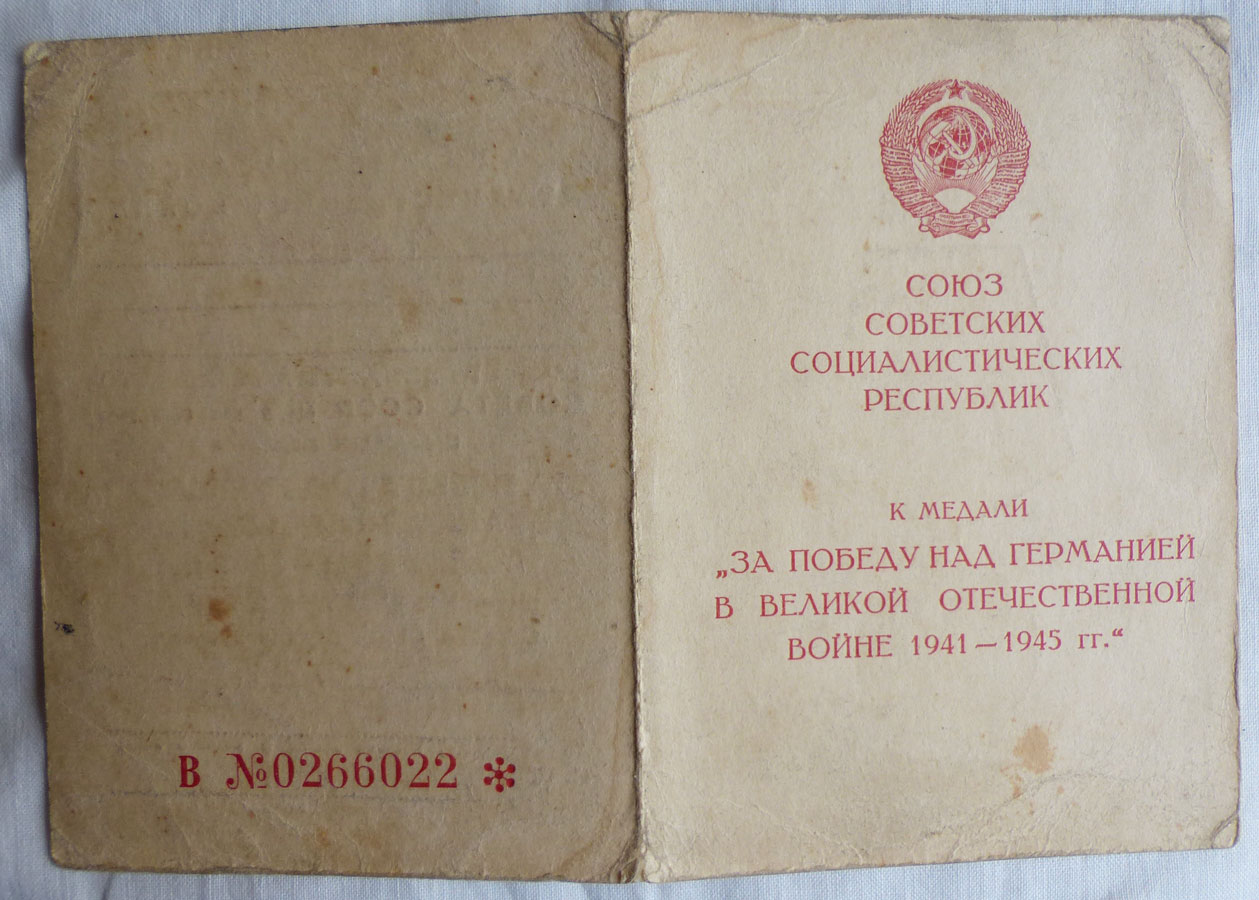 В №0266022 *
СОЮЗ
СОВЕТСКИХ
СОЦИАЛИСТИЧЕСКИХ
РЕСПУБЛИК
К МЕДАЛИ
„ЗА ПОБЕДУ НАД ГЕРМАНИЕЙ
В ВЕЛИКОЙ ОТЕЧЕСТВЕННОЙ
ВОЙНЕ 1941 — 1945 гг.“